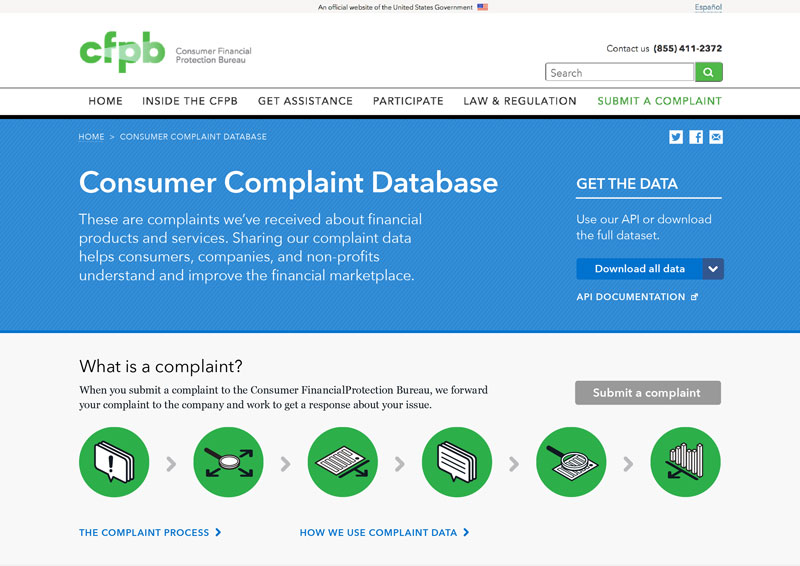 An official website of the United States Government
Español
cfpb
Consumer Financial
Protection Bureau
Contact us (855) 411-2372
Search
HOME INSIDE THE CFPB GET ASSISTANCE PARTICIPATE LAW & REGULATION SUBMIT A COMPLAINT
HOME > CONSUMER COMPLAINT DATABASE
Consumer Complaint Database
These are complaints we've received about financial
products and services. Sharing our complaint data
helps consumers, companies, and non-profits
understand and improve the financial marketplace.
GET THE DATA
Use our API or download
the full dataset.
Download all data
API DOCUMENTATION
What is a complaint?
When you submit a complaint to the Consumer FinancialProtection Bureau, we forward
your complaint to the company and work to get a response about your issue.
Submit a complaint
THE COMPLAINT PROCESS
HOW WE USE COMPLAINT DATA